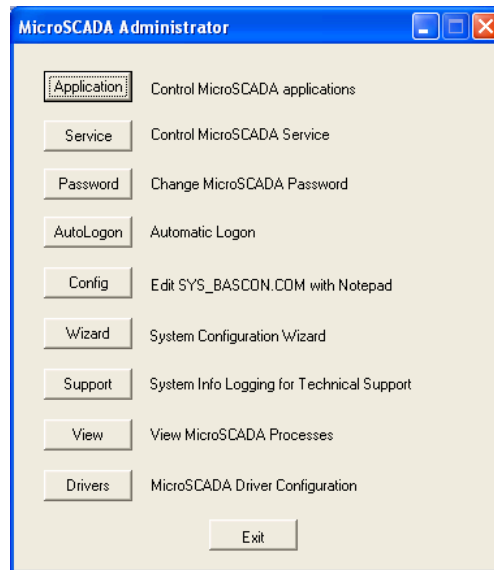 MicroSCADA Administrator
Application Control MicroSCADA applications
Service Control MicroSCADA Service
Password Change MicroSCADA Password
AutoLogon Automatic Logon
Config Edit SYS_BASCON.COM with Notepad
Wizard System Configuration Wizard
Support System Info Logging for Technical Support
View View MicroSCADA Processes
Drivers MicroSCADA Driver Configuration
Exit